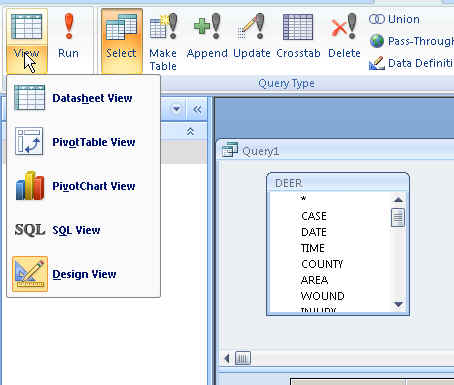 View
Run
Select
Make
Table
Append
Update
Crosstab
Delete
Union
Pass-Through
Data Definiti
Query Type
Datasheet View
PivotTable View
PivotChart View
SQL
SQL View
Design View
Query1
DEER
*
CASE
DATE
TIME
COUNTY
AREA
WOUND
INJURY